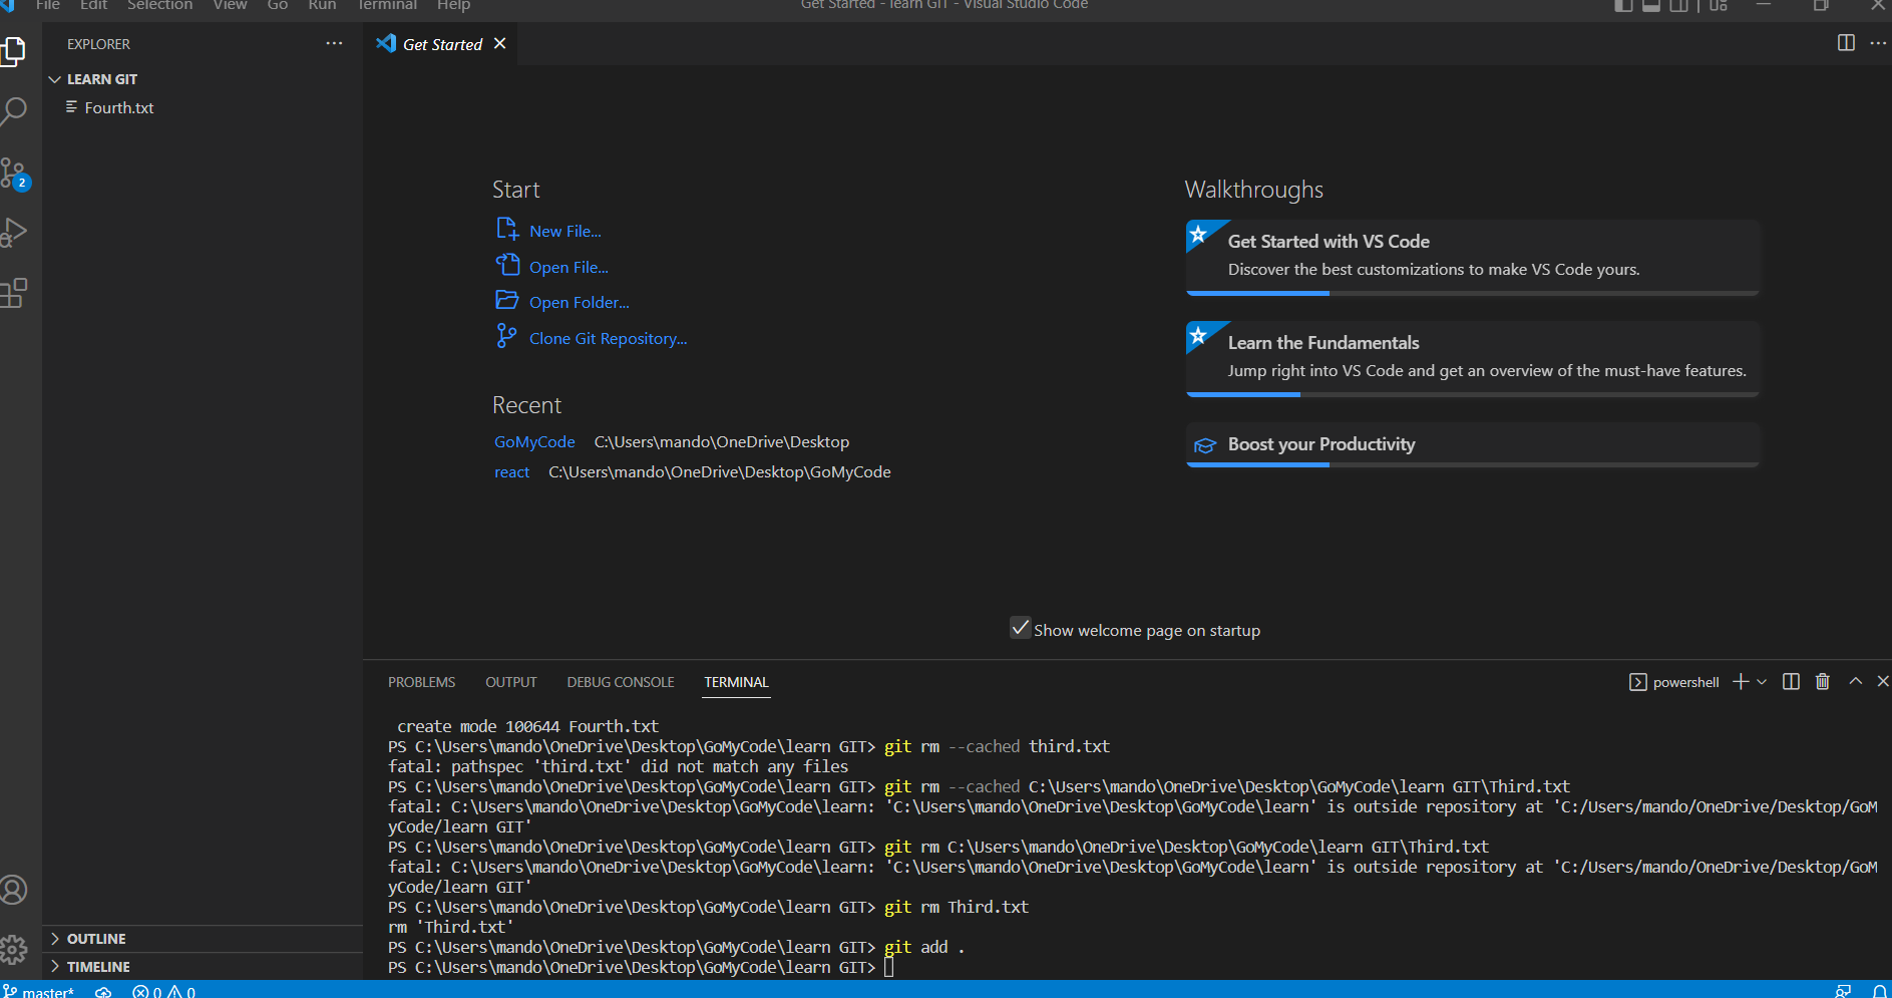 File Edit Selection View Go Run Terminal Help
Get Started - learn GIT - Visual Studio Code
EXPLORER
LEARN GIT
Fourth.txt
2
OUTLINE
TIMELINE
Get Started
Start
New File...
Open File...
Open Folder...
Clone Git Repository...
Recent
GoMyCode C:\Users\mando\OneDrive\Desktop
react C:\Users\mando\OneDrive\Desktop\GoMyCode
Walkthroughs
Get Started with VS Code
Discover the best customizations to make VS Code yours.
Learn the Fundamentals
Jump right into VS Code and get an overview of the must-have features.
Boost your Productivity
Show welcome page on startup
PROBLEMS OUTPUT DEBUG CONSOLE TERMINAL
powershell
create mode 100644 Fourth.txt
PS C:\Users\mando\OneDrive\Desktop\GoMyCode\learn GIT> git rm --cached third.txt
fatal: pathspec 'third.txt' did not match any files
PS C:\Users\mando\OneDrive\Desktop\GoMyCode\learn GIT> git rm --cached C:\Users\mando\OneDrive\Desktop\GoMyCode\learn GIT\Third.txt
fatal: C:\Users\mando\OneDrive\Desktop\GoMyCode\learn: 'C:\Users\mando\OneDrive\Desktop\GoMyCode\learn' is outside repository at 'C:/Users/mando/OneDrive/Desktop/GoM
yCode/learn GIT'
PS C:\Users\mando\OneDrive\Desktop\GoMyCode\learn GIT> git rm C:\Users\mando\OneDrive\Desktop\GoMyCode\learn GIT\Third.txt
fatal: C:\Users\mando\OneDrive\Desktop\GoMyCode\learn: 'C:\Users\mando\OneDrive\Desktop\GoMyCode\learn' is outside repository at 'C:/Users/mando/OneDrive/Desktop/GoM
yCode/learn GIT'
PS C:\Users\mando\OneDrive\Desktop\GoMyCode\learn GIT> git rm Third.txt
rm 'Third.txt'
PS C:\Users\mando\OneDrive\Desktop\GoMyCode\learn GIT> git add .
PS C:\Users\mando\OneDrive\Desktop\GoMyCode\learn GIT>
master* 0 0